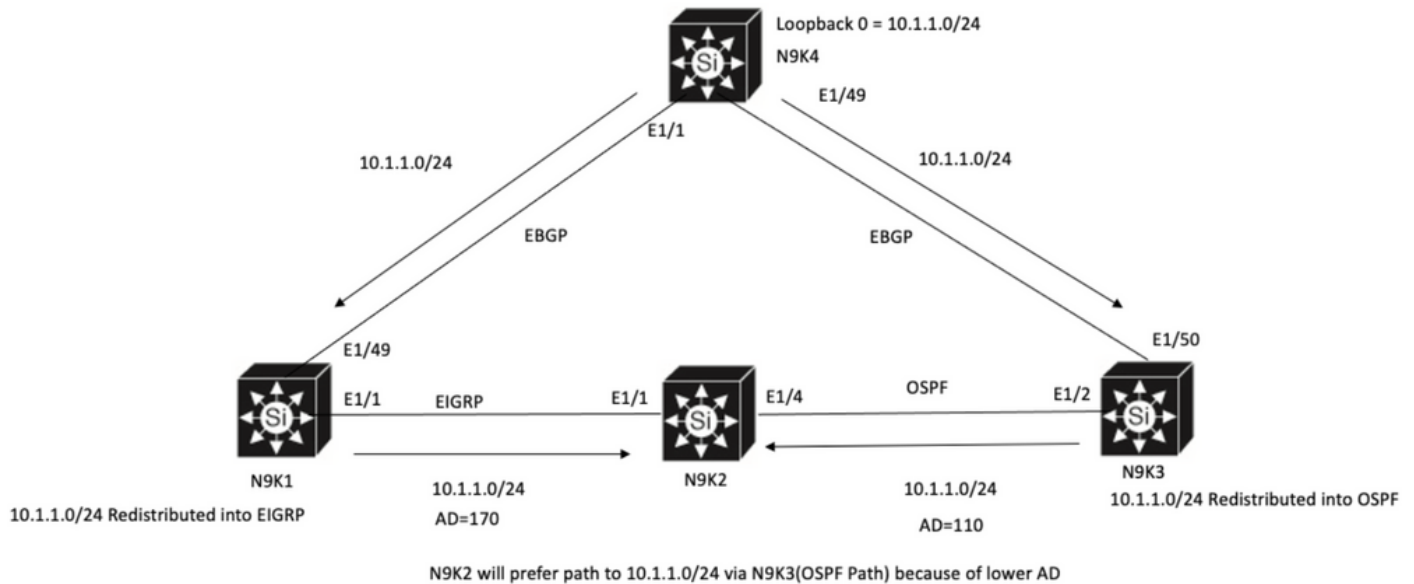 Loopback 0 = 10.1.1.0/24
Si
N9K4
E1/49
E1/1
10.1.1.0/24
10.1.1.0/24
EBGP
EBGP
E1/50
E1/49
Si
E1/1
EIGRP
E1/1
Si
E1/4
OSPF
E1/2
Si
N9K1
N9K2
N9K3
10.1.1.0/24 Redistributed into EIGRP
10.1.1.0/24
AD=170
10.1.1.0/24
AD=110
10.1.1.0/24 Redistributed into OSPF
N9K2 will prefer path to 10.1.1.0/24 via N9K3(OSPF Path) because of lower AD